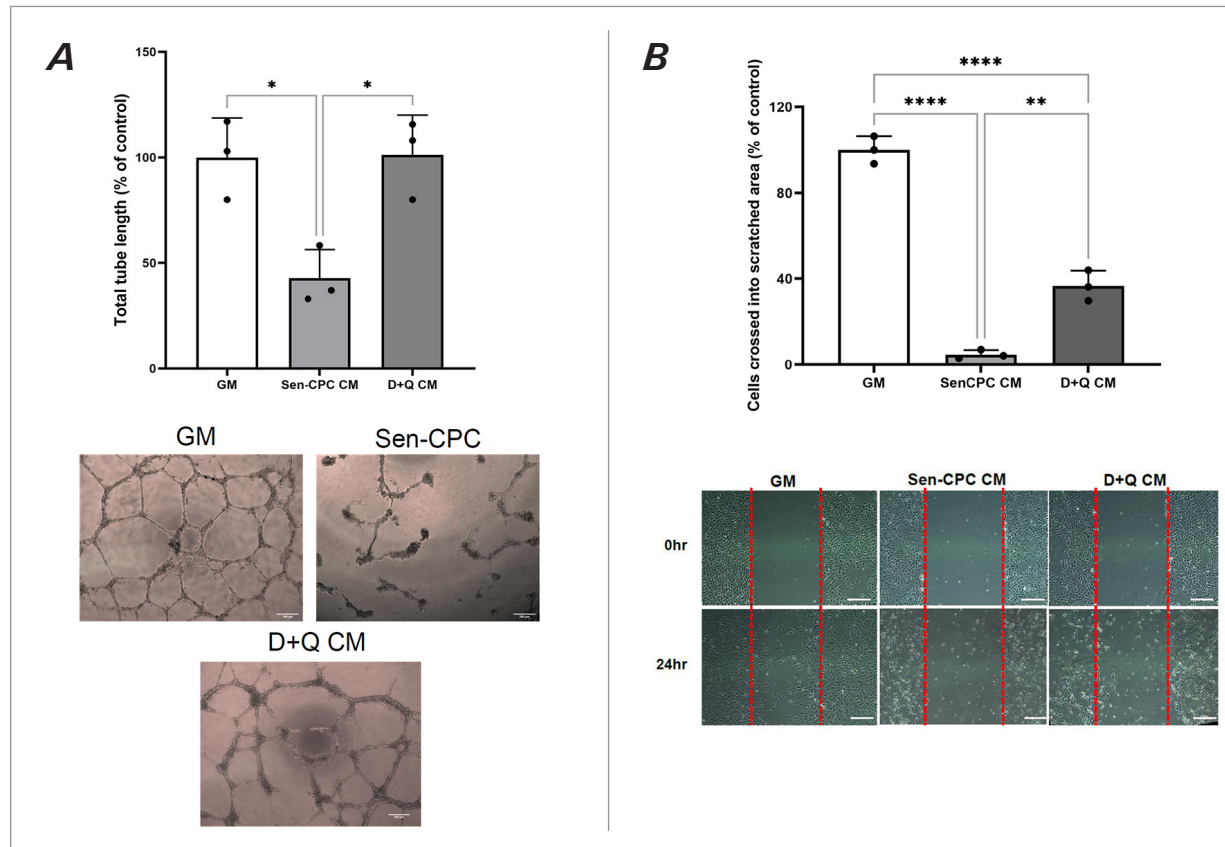 A
Total tube length (% of control)
150
100
50
0
*
*
GM
Sen-CPC CM
D+Q CM
GM
Sen-CPC
D+Q CM
B
Cells crossed into scratched area (% of control)
120
80
40
0
****
****
**
GM
SenCPC CM
D+Q CM
GM
Sen-CPC CM
D+Q CM
0hr
24hr